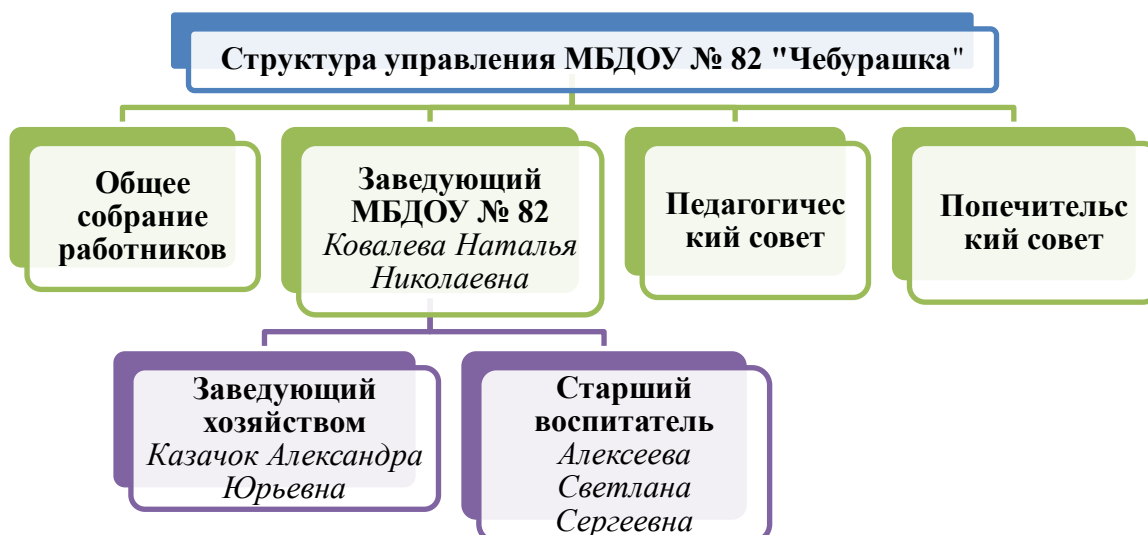 Структура управления МБДОУ № 82 "Чебурашка"
Общее
собрание
работников
Заведующий
МБДОУ № 82
Ковалева Наталья
Николаевна
Педагогичес
кий совет
Попечительс
кий совет
Заведующий
хозяйством
Казачок Александра
Юрьевна
Старший
воспитатель
Алексеева
Светлана
Сергеевна